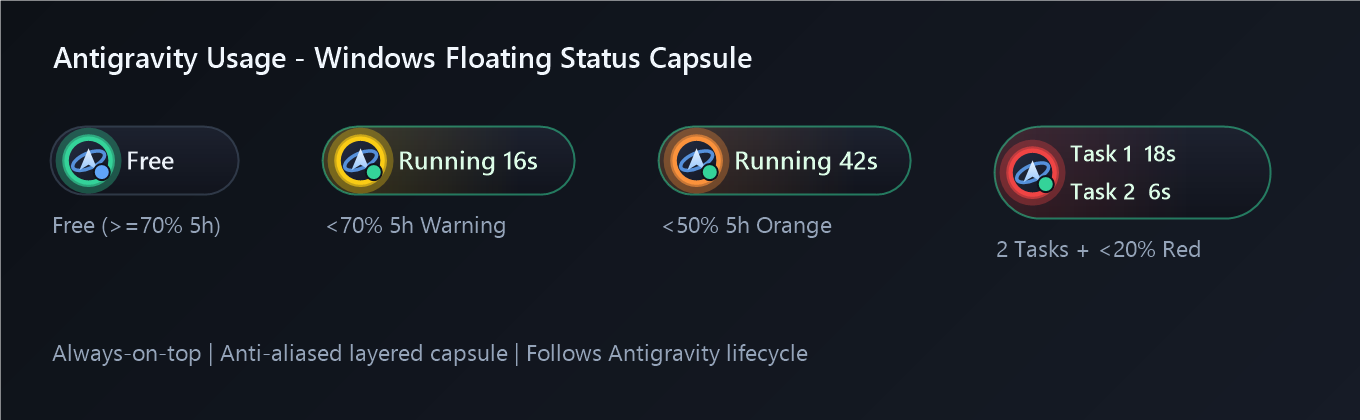 Antigravity Usage - Windows Floating Status Capsule
Free
Running 16s
Running 42s
Task 1 18s
Task 2 6s
Free (>=70% 5h)
<70% 5h Warning
<50% 5h Orange
2 Tasks + <20% Red
Always-on-top | Anti-aliased layered capsule | Follows Antigravity lifecycle